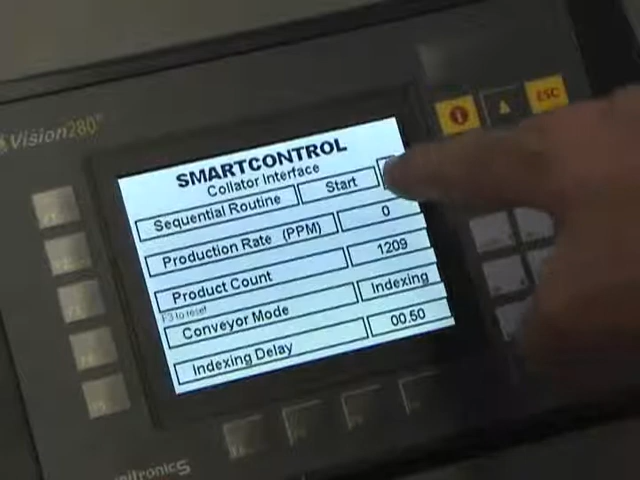 Vision280
ESC
SMARTCONTROL
Collator Interface
Sequential Routine Start
Production Rate (PPM) 0
Product Count 1209
F3 to reset
Conveyor Mode Indexing
Indexing Delay 00.50
nitronicS